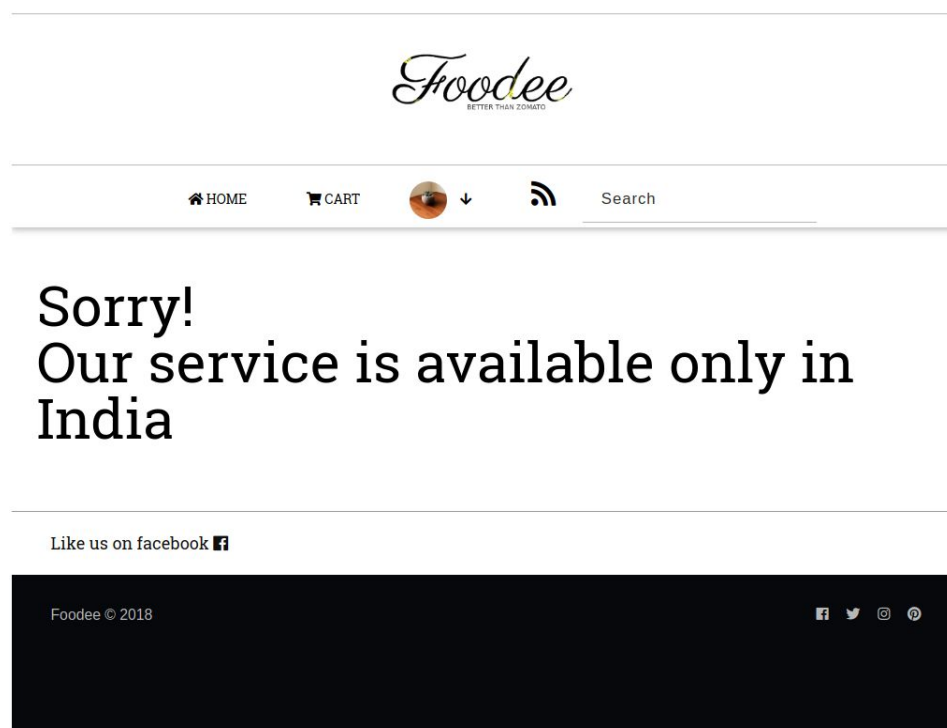 Foodee
BETTER THAN ZOMATO
HOME CART Search
Sorry!
Our service is available only in
India
Like us on facebook
Foodee © 2018